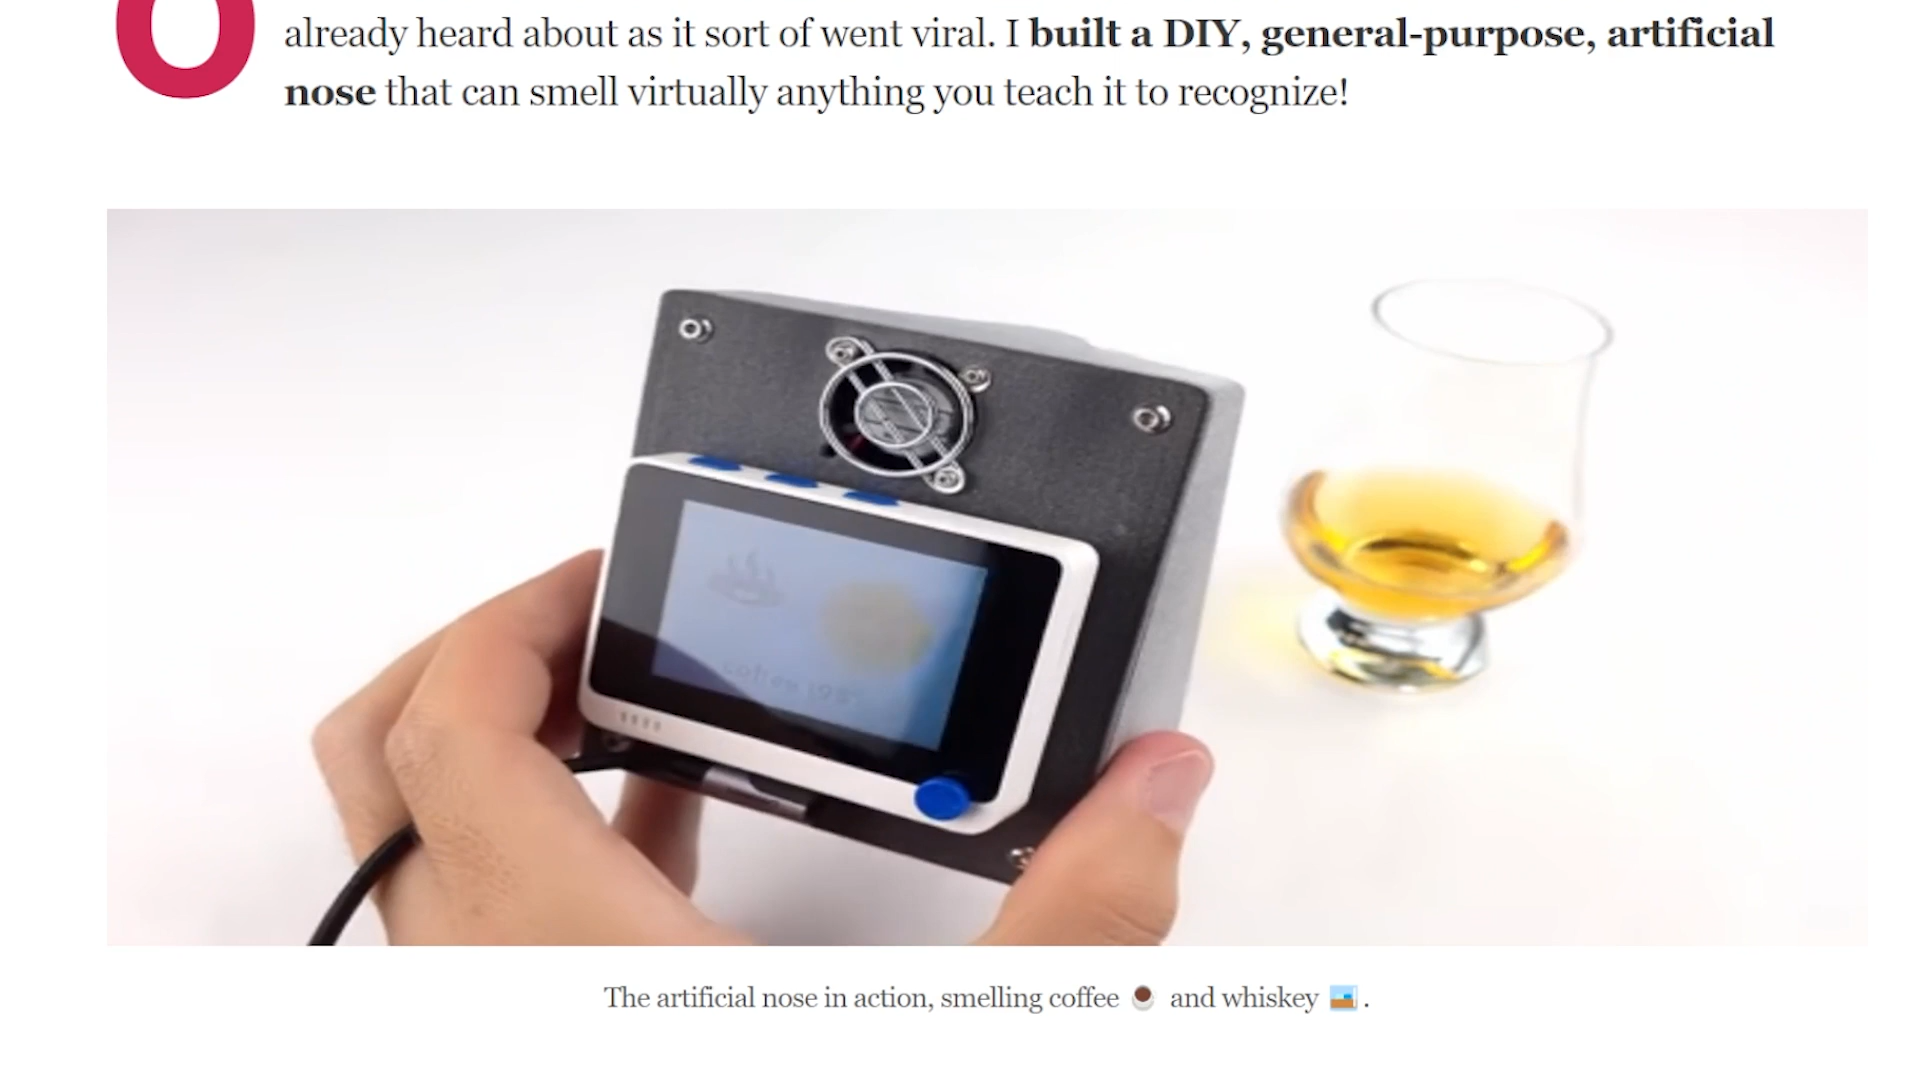 already heard about as it sort of went viral. I built a DIY, general-purpose, artificial
nose that can smell virtually anything you teach it to recognize!
The artificial nose in action, smelling coffee ☕ and whiskey 🥃.